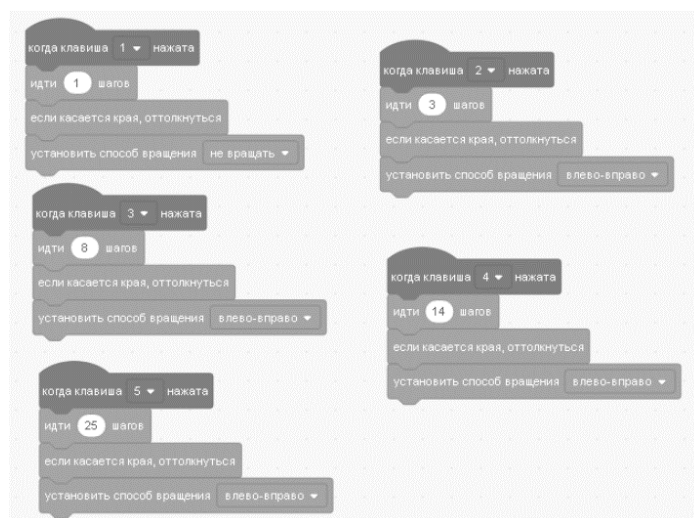 когда клавиша 1 нажата
идти 1 шагов
если касается края, оттолкнуться
установить способ вращения не вращать
когда клавиша 2 нажата
идти 3 шагов
если касается края, оттолкнуться
установить способ вращения влево-вправо
когда клавиша 3 нажата
идти 8 шагов
если касается края, оттолкнуться
установить способ вращения влево-вправо
когда клавиша 4 нажата
идти 14 шагов
если касается края, оттолкнуться
установить способ вращения влево-вправо
когда клавиша 5 нажата
идти 25 шагов
если касается края, оттолкнуться
установить способ вращения влево-вправо